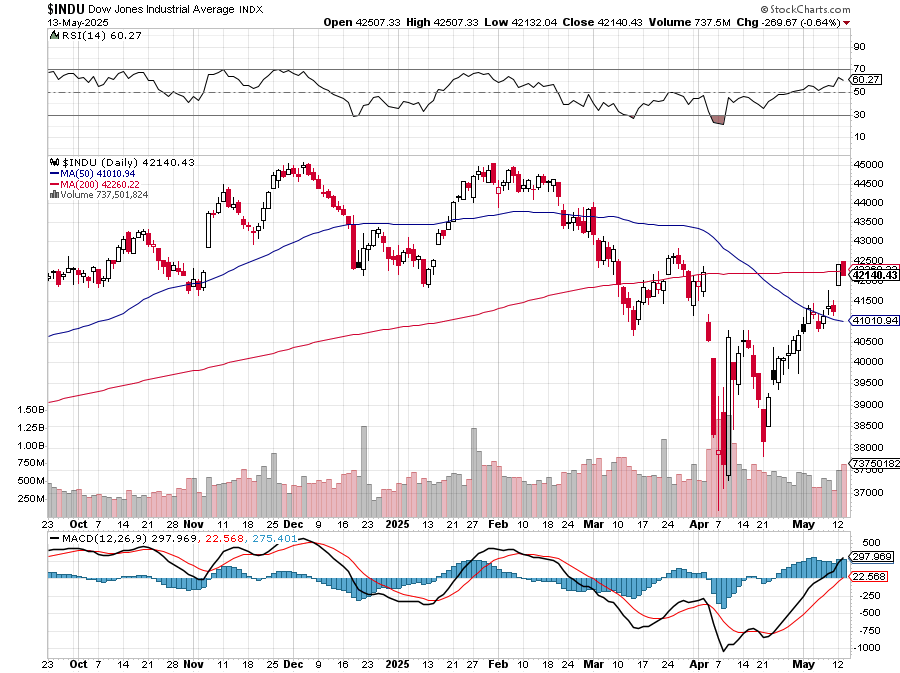 $INDU Dow Jones Industrial Average INDX
© StockCharts.com
13-May-2025
Open 42507.33 High 42507.33 Low 42132.04 Close 42140.43 Volume 737.5M Chg -269.67 (-0.64%)
RSI(14) 60.27
90
70
60.27
50
30
10
$INDU (Daily) 42140.43
MA(50) 41010.94
MA(200) 42260.22
Volume 737,501,824
45000
44500
44000
43500
43000
42500
42140.43
41500
41010.94
40500
40000
39500
39000
38500
38000
737501824
37000
1.50B
1.25B
1.00B
750M
500M
250M
23 Oct 7 14 21 28 Nov 11 18 25 Dec 9 16 23 2025 13 21 27 Feb 10 18 24 Mar 10 17 24 Apr 7 14 21 May 12
MACD(12,26,9) 297.969, 22.568, 275.401
500
297.969
22.568
-250
-500
-750
-1000
23 Oct 7 14 21 28 Nov 11 18 25 Dec 9 16 23 2025 13 21 27 Feb 10 18 24 Mar 10 17 24 Apr 7 14 21 May 12